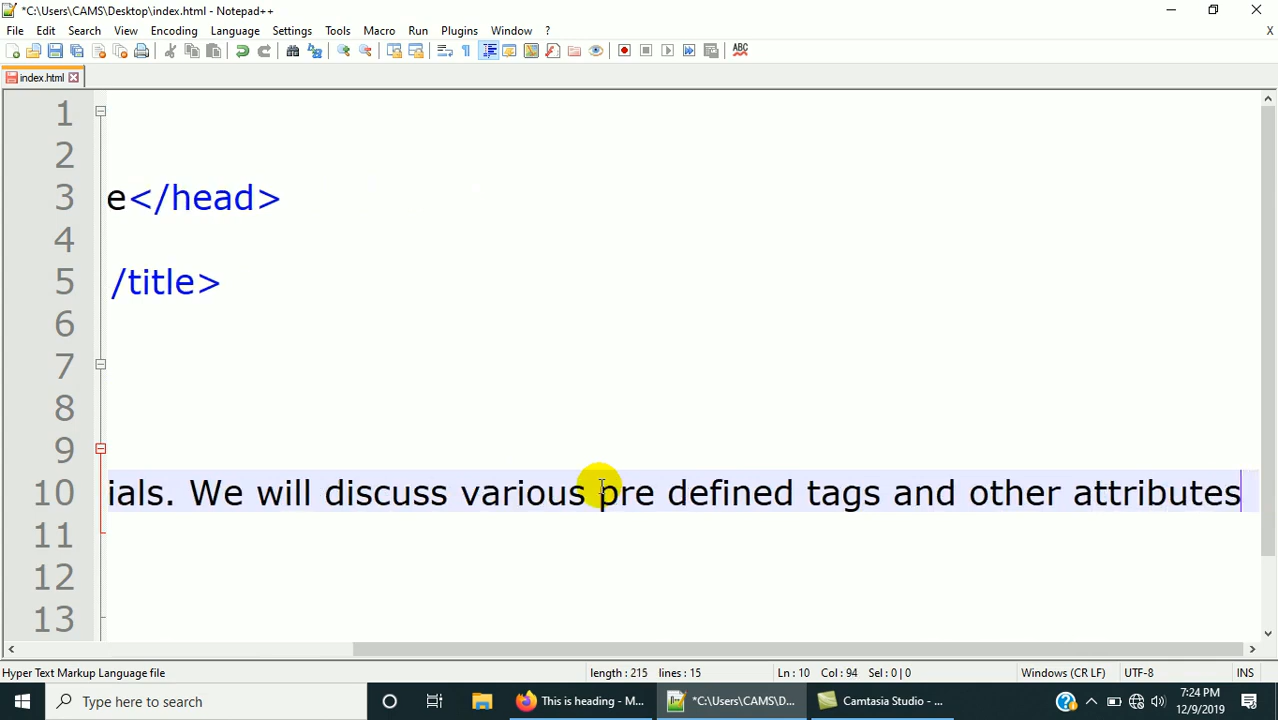 *C:\Users\CAMS\Desktop\index.html - Notepad++
File Edit Search View Encoding Language Settings Tools Macro Run Plugins Window ? X
ABC
index.html
1
2
3 e</head>
4
5 /title>
6
7
8
9
10 ials. We will discuss various pre defined tags and other attributes
11
12
13
Hyper Text Markup Language file length : 215 lines : 15 Ln : 10 Col : 94 Sel : 0 | 0 Windows (CR LF) UTF-8 INS
Type here to search This is heading - M... *C:\Users\CAMS\D... Camtasia Studio - ... 7:24 PM
12/9/2019